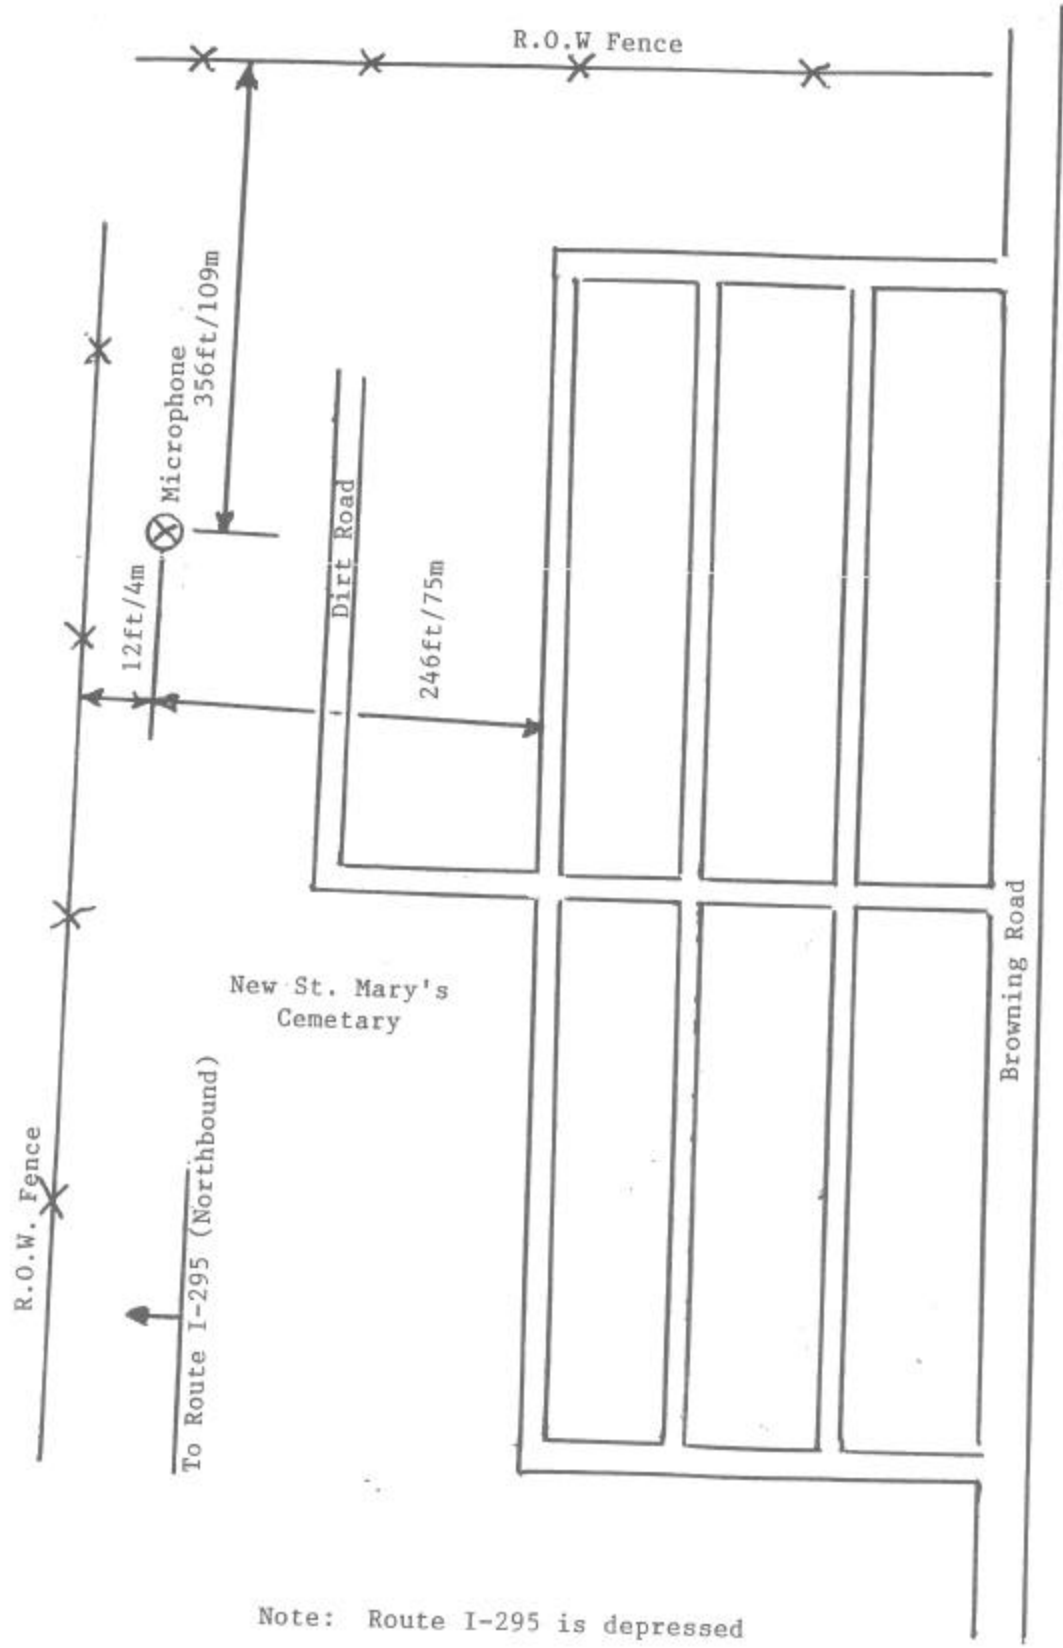 R.O.W Fence
Microphone
356ft/109m
12ft/4m
Dirt Road
246ft/75m
New St. Mary's
Cemetary
Browning Road
R.O.W. Fence
To Route I-295 (Northbound)
Note: Route I-295 is depressed